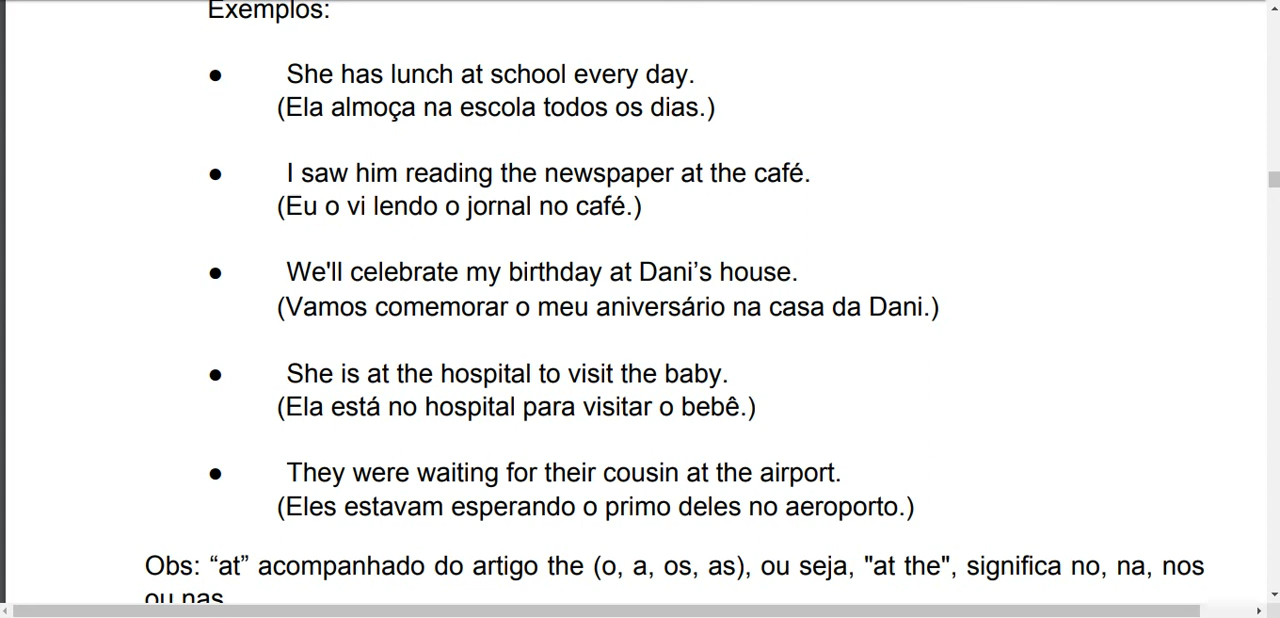 Exemplos:
● She has lunch at school every day.
(Ela almoça na escola todos os dias.)
● I saw him reading the newspaper at the café.
(Eu o vi lendo o jornal no café.)
● We'll celebrate my birthday at Dani’s house.
(Vamos comemorar o meu aniversário na casa da Dani.)
● She is at the hospital to visit the baby.
(Ela está no hospital para visitar o bebê.)
● They were waiting for their cousin at the airport.
(Eles estavam esperando o primo deles no aeroporto.)
Obs: “at” acompanhado do artigo the (o, a, os, as), ou seja, "at the", significa no, na, nos
ou nas